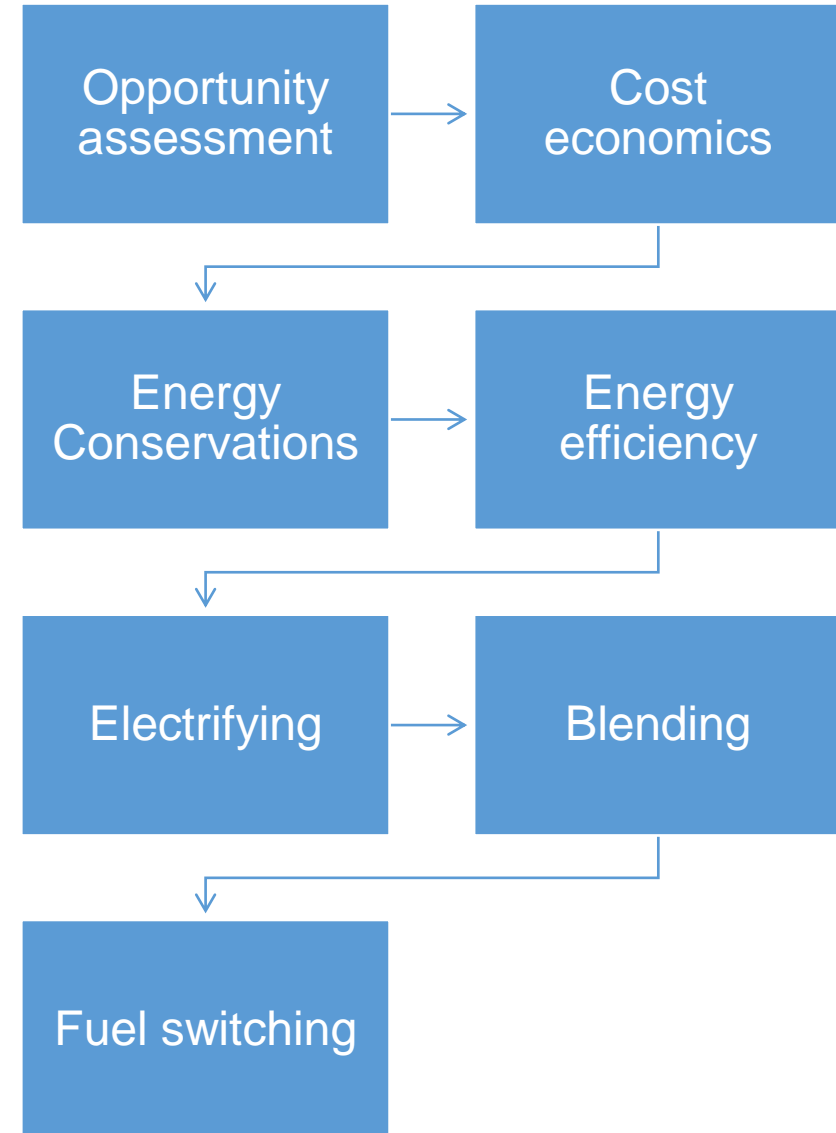 Opportunity
assessment
Cost
economics
Energy
Conservations
Energy
efficiency
Electrifying
Blending
Fuel switching